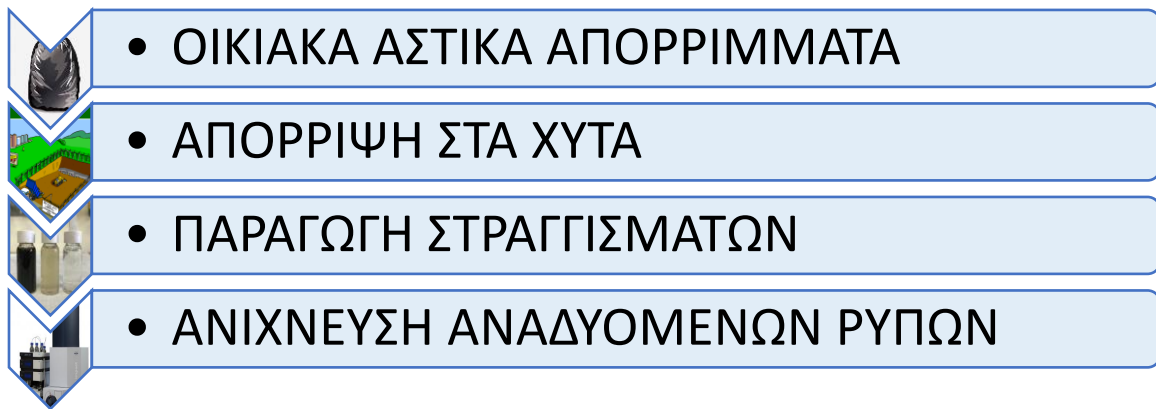 • ΟΙΚΙΑΚΑ ΑΣΤΙΚΑ ΑΠΟΡΡΙΜΜΑΤΑ
• ΑΠΟΡΡΙΨΗ ΣΤΑ ΧΥΤΑ
• ΠΑΡΑΓΩΓΗ ΣΤΡΑΓΓΙΣΜΑΤΩΝ
• ΑΝΙΧΝΕΥΣΗ ΑΝΑΔΥΟΜΕΝΩΝ ΡΥΠΩΝ